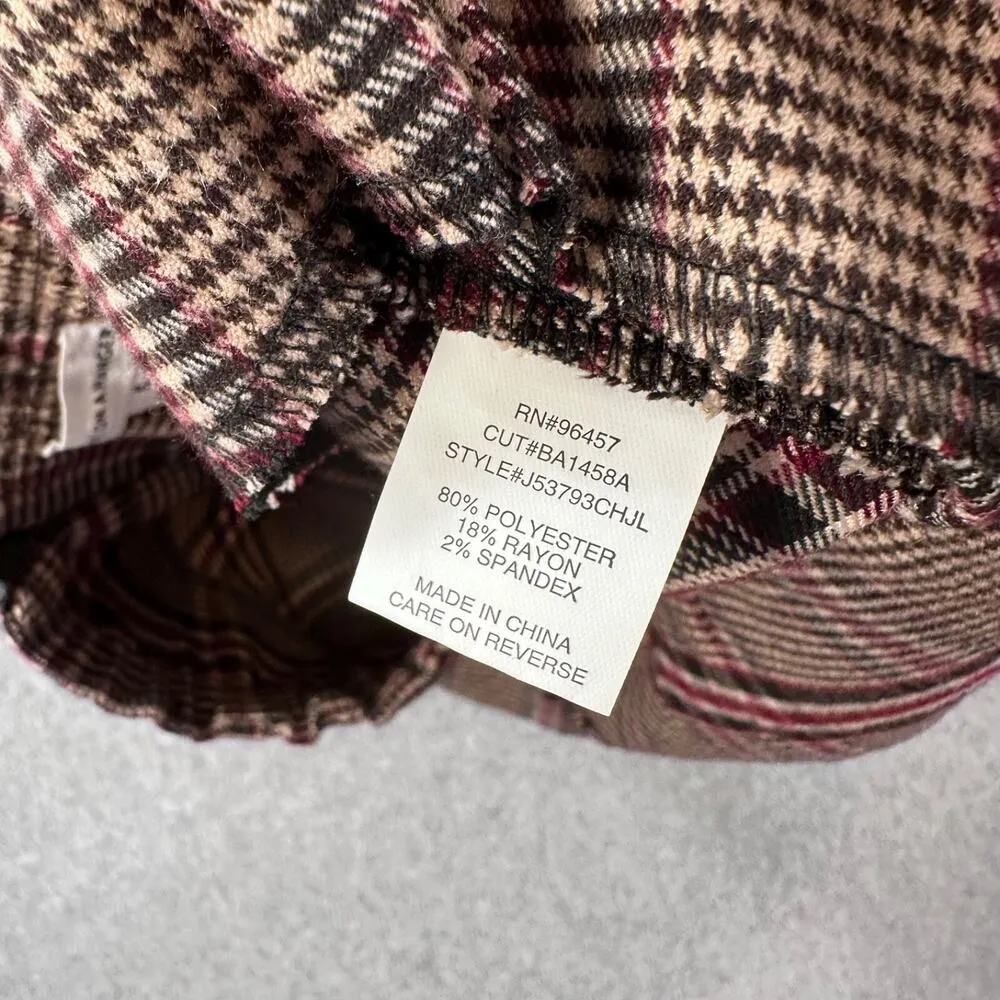 RN#96457
CUT#BA1458A
STYLE#J53793CHJL
80% POLYESTER
18% RAYON
2% SPANDEX
MADE IN CHINA
CARE ON REVERSE